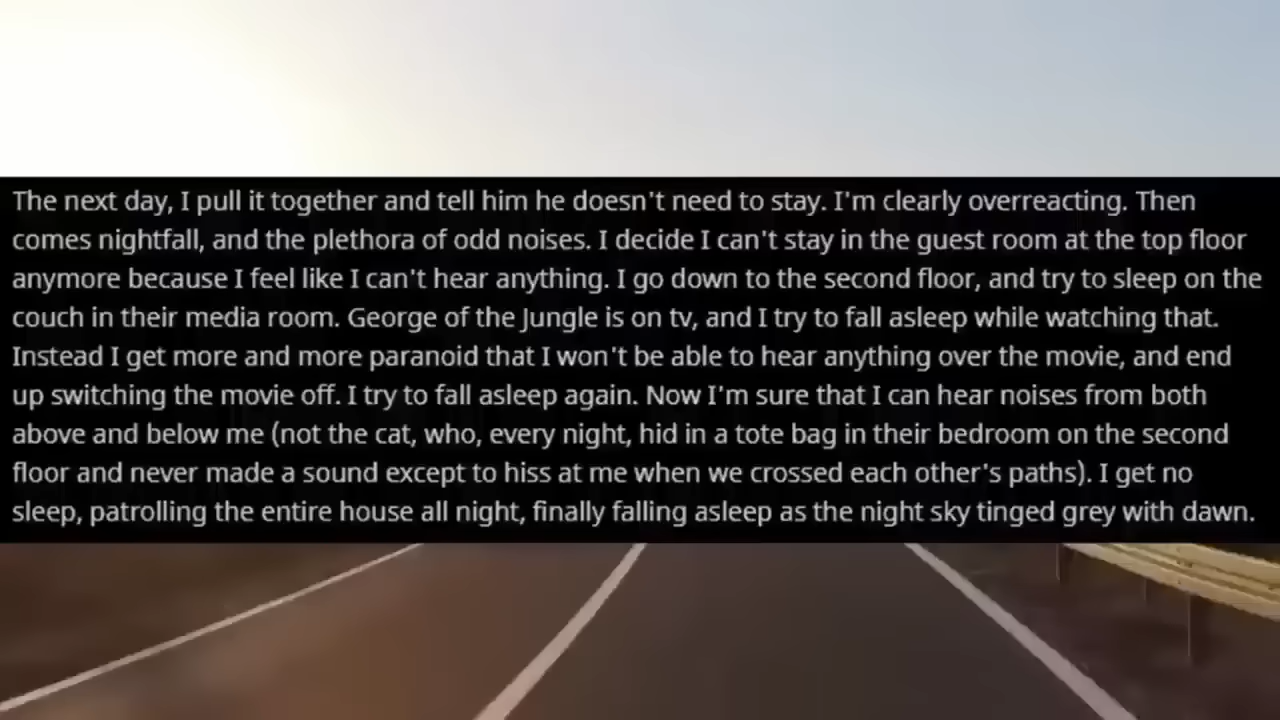 The next day, I pull it together and tell him he doesn't need to stay. I'm clearly overreacting. Then
comes nightfall, and the plethora of odd noises. I decide I can't stay in the guest room at the top floor
anymore because I feel like I can't hear anything. I go down to the second floor, and try to sleep on the
couch in their media room. George of the Jungle is on tv, and I try to fall asleep while watching that.
Instead I get more and more paranoid that I won't be able to hear anything over the movie, and end
up switching the movie off. I try to fall asleep again. Now I'm sure that I can hear noises from both
above and below me (not the cat, who, every night, hid in a tote bag in their bedroom on the second
floor and never made a sound except to hiss at me when we crossed each other's paths). I get no
sleep, patrolling the entire house all night, finally falling asleep as the night sky tinged grey with dawn.